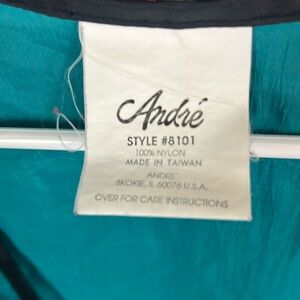 André
STYLE #8101
100% NYLON
MADE IN TAIWAN
ANDRE'
SKOKIE, IL 60076 U.S.A.
OVER FOR CARE INSTRUCTIONS